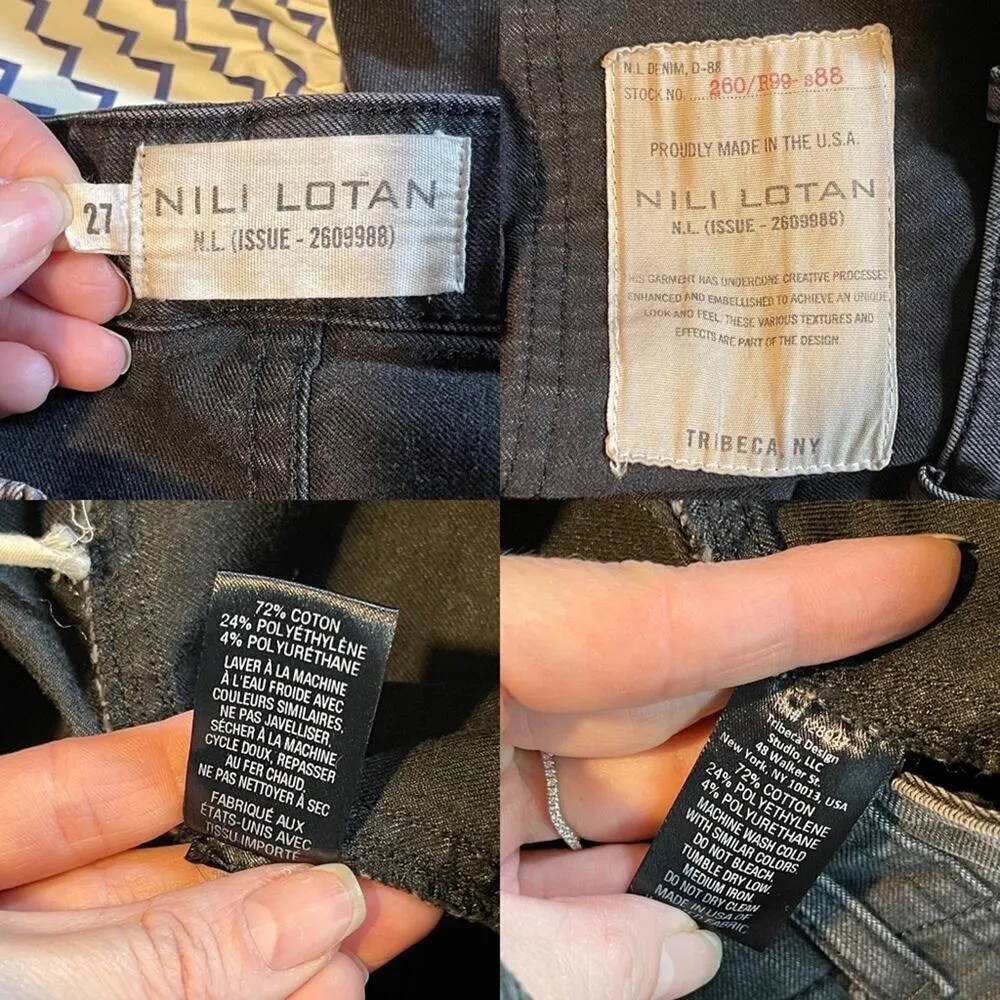 27
NILI LOTAN
N.L. (ISSUE - 2609988)
N.L DENIM, D-88
STOCK NO. ... 260/R99-s88
PROUDLY MADE IN THE U.S.A.
NILI LOTAN
N.L. (ISSUE - 2609988)
HIS GARMENT HAS UNDERGONE CREATIVE PROCESSES
ENHANCED AND EMBELLISHED TO ACHIEVE AN UNIQUE
LOOK AND FEEL. THESE VARIOUS TEXTURES AND
EFFECTS ARE PART OF THE DESIGN.
TRIBECA, NY
72% COTON
24% POLYÉTHYLÈNE
4% POLYURETHANE
LAVER À LA MACHINE
À L'EAU FROIDE AVEC
COULEURS SIMILAIRES,
NE PAS JAVELLISER,
SÉCHER À LA MACHINE
CYCLE DOUX, REPASSER
AU FER CHAUD,
NE PAS NETTOYER À SEC
FABRIQUÉ AUX
ÉTATS-UNIS AVEC
TISSU IMPORTÉ
Tribeca Design
Studio, LLC
48 Walker St.
New York, NY 10013, USA
72% COTTON
24% POLYETHYLENE
4% POLYURETHANE
MACHINE WASH COLD
WITH SIMILAR COLORS
DO NOT BLEACH.
TUMBLE DRY LOW.
MEDIUM IRON.
DO NOT DRY CLEAN
MADE IN USA OF
FABRIC